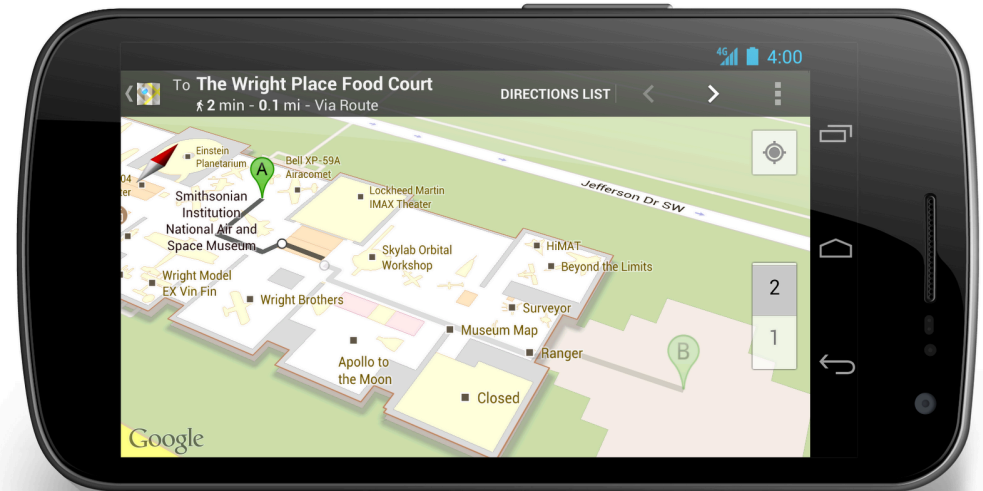 4G
4:00
To The Wright Place Food Court
2 min - 0.1 mi - Via Route
DIRECTIONS LIST
Einstein
Planetarium
A
Bell XP-59A
Airacomet
04
Lockheed Martin
IMAX Theater
Jefferson Dr SW
Smithsonian
Institution
National Air and
Space Museum
Skylab Orbital
Workshop
HiMAT
Beyond the Limits
Wright Model
EX Vin Fin
Wright Brothers
2
Surveyor
Museum Map
1
Ranger
B
Apollo to
the Moon
Closed
Google